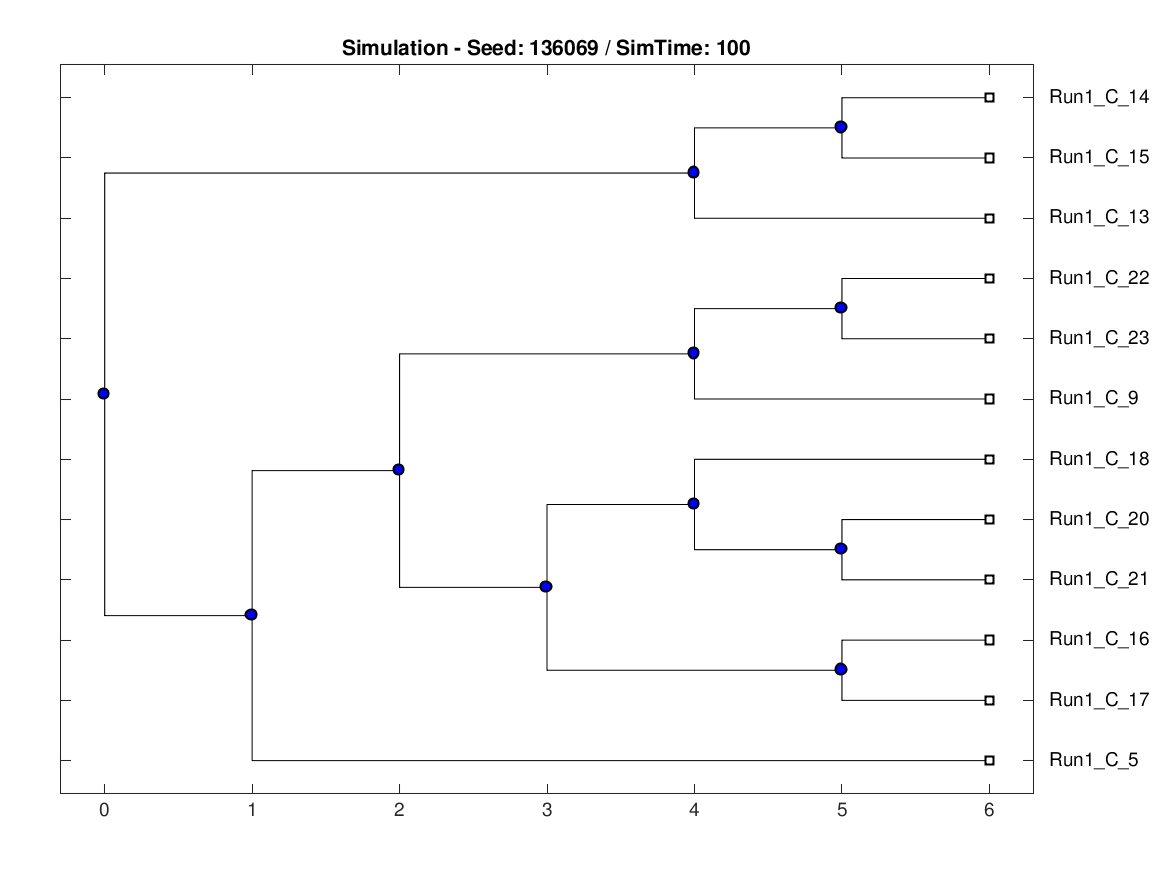 Simulation - Seed: 136069 / SimTime: 100
Run1_C_14
Run1_C_15
Run1_C_13
Run1_C_22
Run1_C_23
Run1_C_9
Run1_C_18
Run1_C_20
Run1_C_21
Run1_C_16
Run1_C_17
Run1_C_5
0 1 2 3 4 5 6